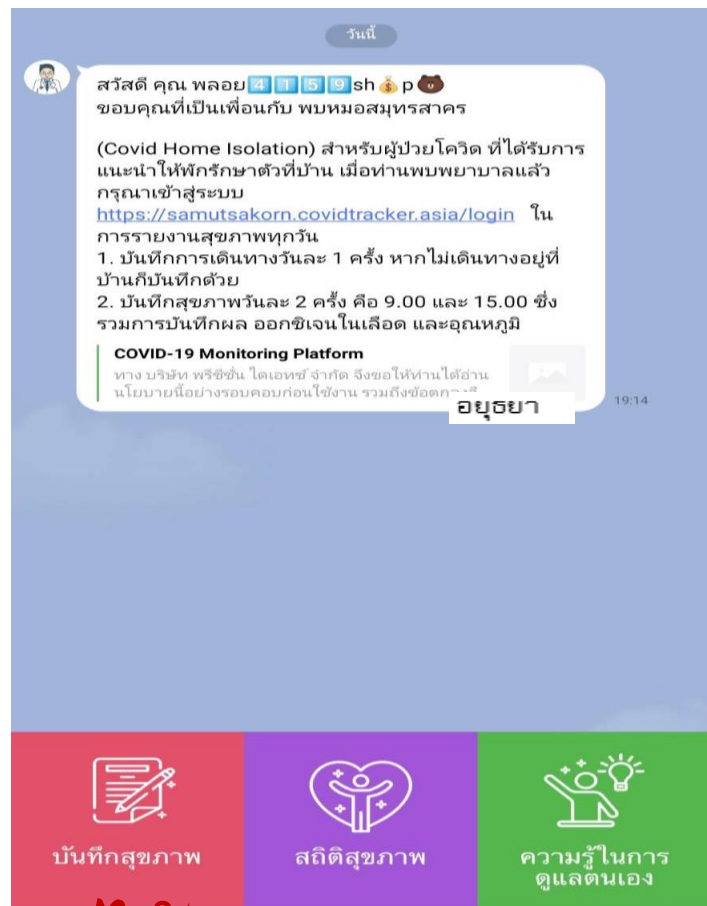 วันนี้
สวัสดี คุณ พลอย4️⃣1️⃣5️⃣9️⃣sh💰p🐻
ขอบคุณที่เป็นเพื่อนกับ พบหมอสมุทรสาคร
(Covid Home Isolation) สำหรับผู้ป่วยโควิด ที่ได้รับการ
แนะนำให้พักรักษาตัวที่บ้าน เมื่อท่านพบพยาบาลแล้ว
กรุณาเข้าสู่ระบบ
https://samutsakorn.covidtracker.asia/login ใน
การรายงานสุขภาพทุกวัน
1. บันทึกการเดินทางวันละ 1 ครั้ง หากไม่เดินทางอยู่ที่
บ้านก็บันทึกด้วย
2. บันทึกสุขภาพวันละ 2 ครั้ง คือ 9.00 และ 15.00 ซึ่ง
รวมการบันทึกผล ออกซิเจนในเลือด และอุณหภูมิ
COVID-19 Monitoring Platform
ทาง บริษัท พรีซิชั่น ไดเอทซ์ จำกัด จึงขอให้ท่านได้อ่าน
นโยบายนี้อย่างรอบคอบก่อนใช้งาน รวมถึง
อยุธยา
19:14
บันทึกสุขภาพ
สถิติสุขภาพ
ความรู้ในการ
ดูแลตนเอง